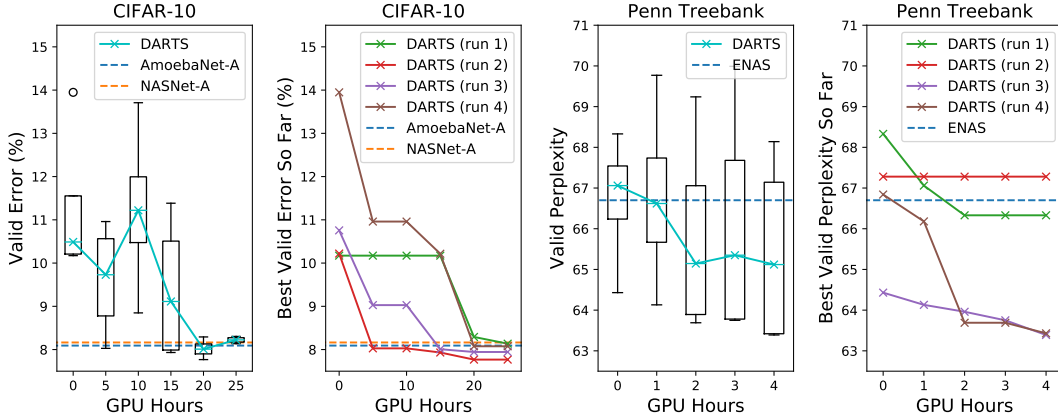 CIFAR-10
Valid Error (%)
15
14
13
12
11
10
9
8
DARTS
AmoebaNet-A
NASNet-A
0 5 10 15 20 25
GPU Hours
CIFAR-10
Best Valid Error So Far (%)
15
14
13
12
11
10
9
8
DARTS (run 1)
DARTS (run 2)
DARTS (run 3)
DARTS (run 4)
AmoebaNet-A
NASNet-A
0 10 20
GPU Hours
Penn Treebank
Valid Perplexity
71
70
69
68
67
66
65
64
63
DARTS
ENAS
0 1 2 3 4
GPU Hours
Penn Treebank
Best Valid Perplexity So Far
71
70
69
68
67
66
65
64
63
DARTS (run 1)
DARTS (run 2)
DARTS (run 3)
DARTS (run 4)
ENAS
0 1 2 3 4
GPU Hours